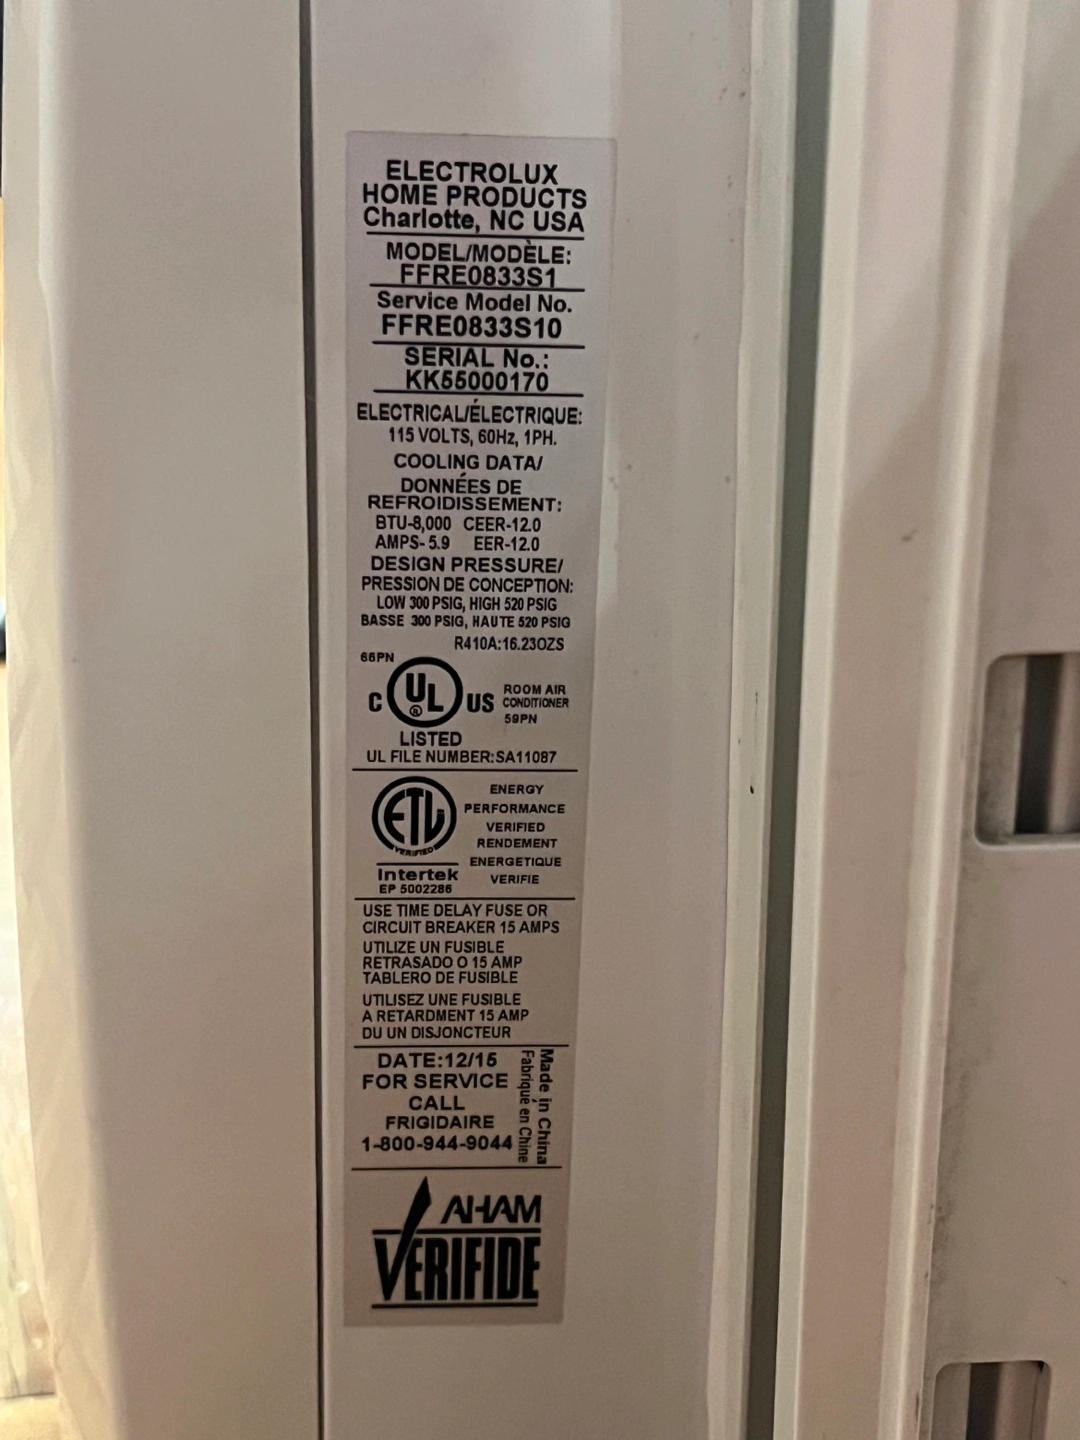 ELECTROLUX
HOME PRODUCTS
Charlotte, NC USA
MODEL/MODÈLE:
FFRE0833S1
Service Model No.
FFRE0833S10
SERIAL No.:
KK55000170
ELECTRICAL/ÉLECTRIQUE:
115 VOLTS, 60Hz, 1PH.
COOLING DATA/
DONNÉES DE
REFROIDISSEMENT:
BTU-8,000 CEER-12.0
AMPS- 5.9 EER-12.0
DESIGN PRESSURE/
PRESSION DE CONCEPTION:
LOW 300 PSIG, HIGH 520 PSIG
BASSE 300 PSIG, HAUTE 520 PSIG
R410A:16.23OZS
66PN
C UL ® US
LISTED
ROOM AIR
CONDITIONER
59PN
UL FILE NUMBER:SA11087
ETL
VERIFIED
Intertek
EP 5002286
ENERGY
PERFORMANCE
VERIFIED
RENDEMENT
ENERGETIQUE
VERIFIE
USE TIME DELAY FUSE OR
CIRCUIT BREAKER 15 AMPS
UTILIZE UN FUSIBLE
RETRASADO O 15 AMP
TABLERO DE FUSIBLE
UTILISEZ UNE FUSIBLE
A RETARDMENT 15 AMP
DU UN DISJONCTEUR
DATE:12/15
FOR SERVICE
CALL
FRIGIDAIRE
1-800-944-9044
Made in China
Fabriqué en Chine
AHAM
VERIFIDE